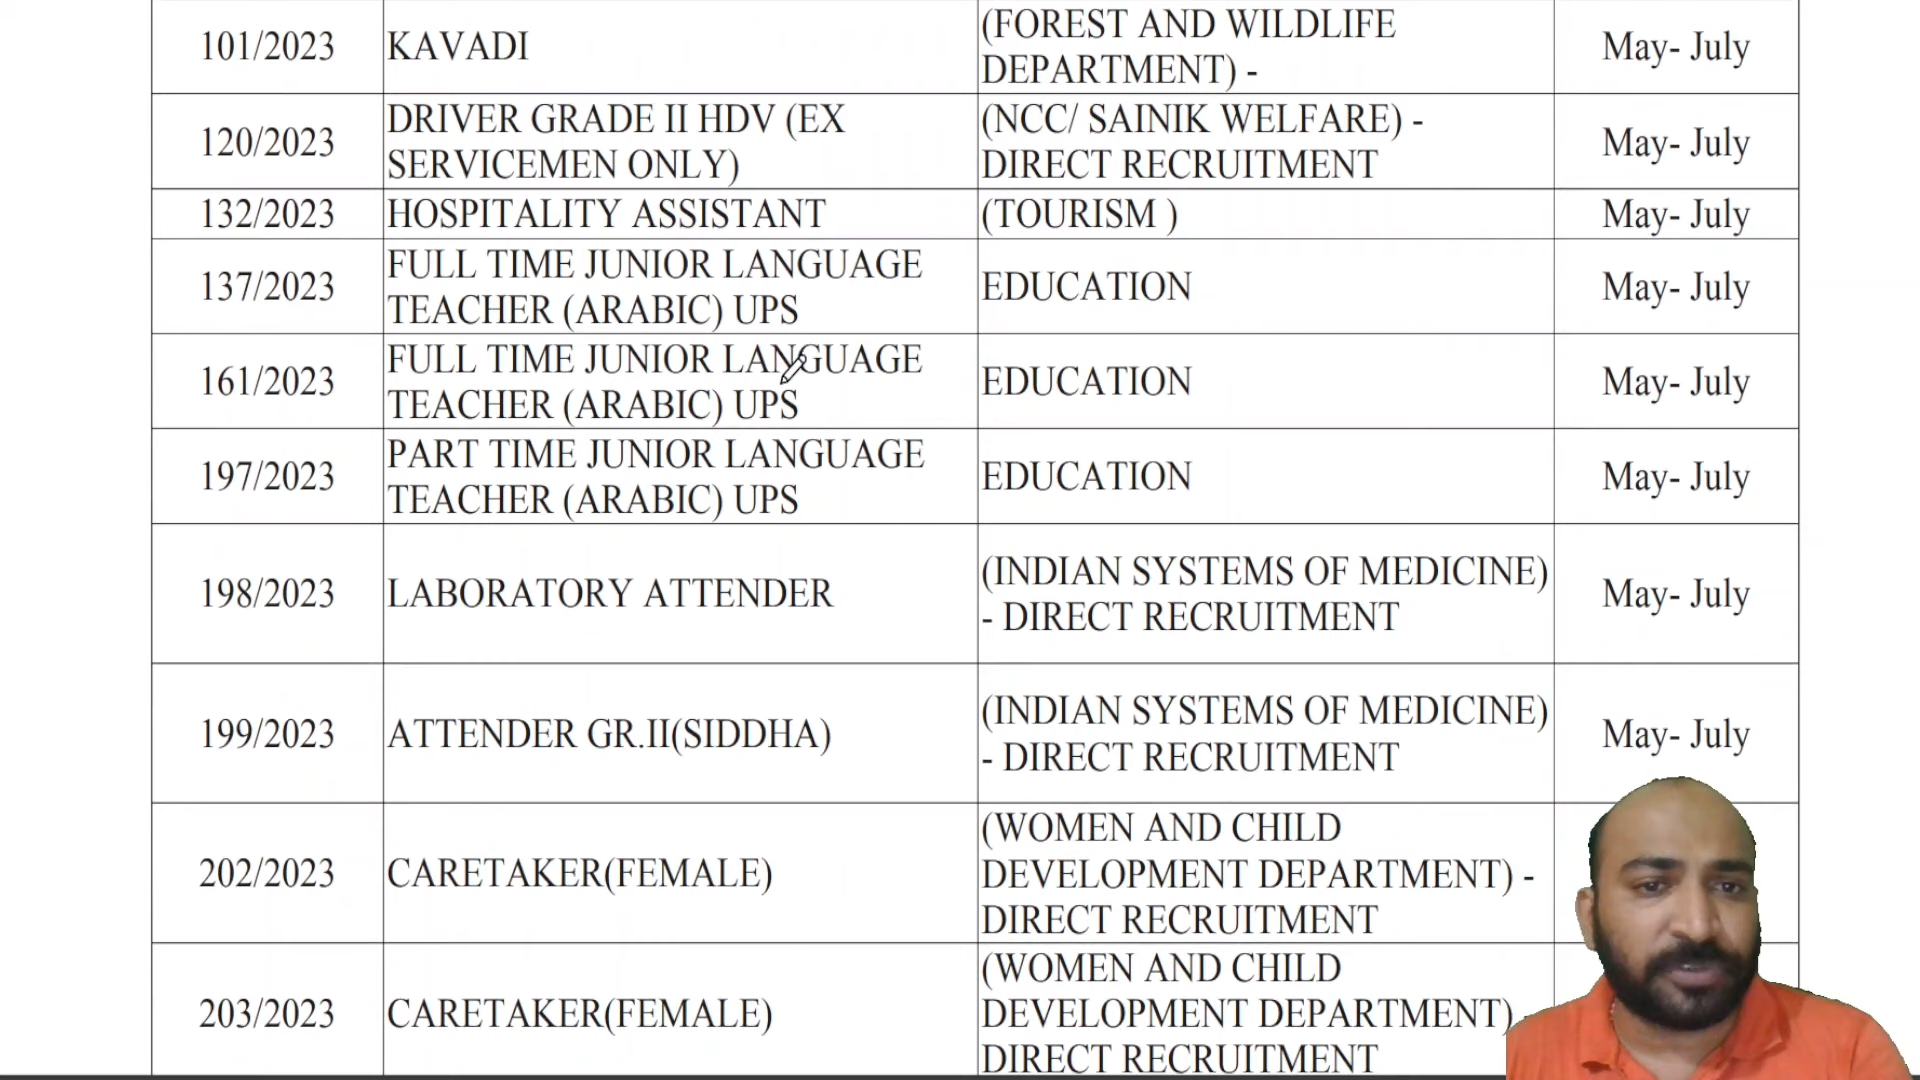 (FOREST AND WILDLIFE
101/2023 KAVADI May- July
DEPARTMENT) -
DRIVER GRADE II HDV (EX (NCC/ SAINIK WELFARE) -
120/2023 May- July
SERVICEMEN ONLY) DIRECT RECRUITMENT
132/2023 HOSPITALITY ASSISTANT (TOURISM ) May- July
FULL TIME JUNIOR LANGUAGE
137/2023 EDUCATION May- July
TEACHER (ARABIC) UPS
FULL TIME JUNIOR LANGUAGE
161/2023 EDUCATION May- July
TEACHER (ARABIC) UPS
PART TIME JUNIOR LANGUAGE
197/2023 EDUCATION May- July
TEACHER (ARABIC) UPS
(INDIAN SYSTEMS OF MEDICINE)
198/2023 LABORATORY ATTENDER May- July
- DIRECT RECRUITMENT
(INDIAN SYSTEMS OF MEDICINE)
199/2023 ATTENDER GR.II(SIDDHA) May- July
- DIRECT RECRUITMENT
(WOMEN AND CHILD
202/2023 CARETAKER(FEMALE) DEVELOPMENT DEPARTMENT) -
DIRECT RECRUITMENT
(WOMEN AND CHILD
203/2023 CARETAKER(FEMALE) DEVELOPMENT DEPARTMENT)
DIRECT RECRUITMENT